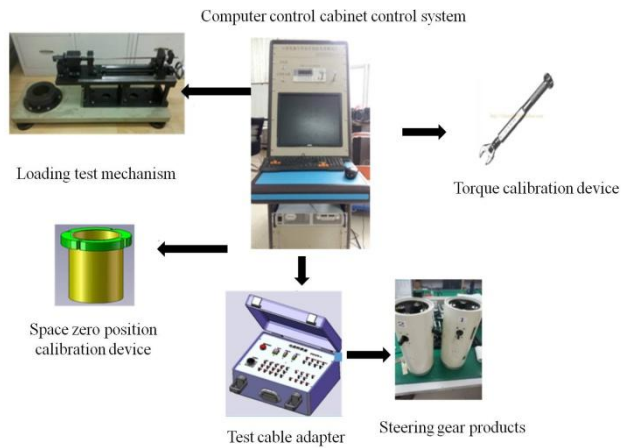 Computer control cabinet control system
Loading test mechanism
Torque calibration device
Space zero position
calibration device
Test cable adapter
Steering gear products